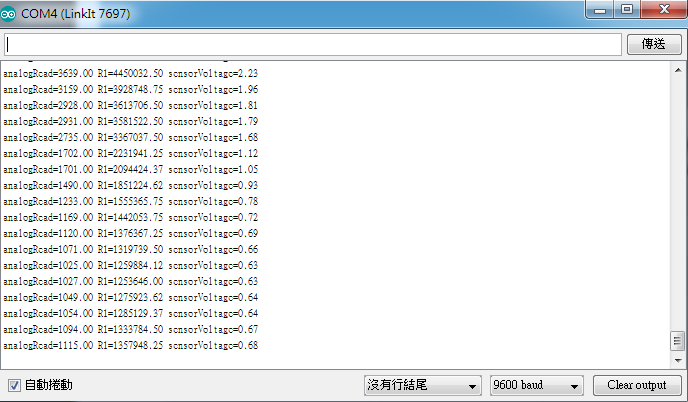 COM4 (LinkIt 7697)
傳送
analogRead=3639.00 R1=4450032.50 sensorVoltage=2.23
analogRead=3159.00 R1=3928748.75 sensorVoltage=1.96
analogRead=2928.00 R1=3613706.50 sensorVoltage=1.81
analogRead=2931.00 R1=3581522.50 sensorVoltage=1.79
analogRead=2735.00 R1=3367037.50 sensorVoltage=1.68
analogRead=1702.00 R1=2231941.25 sensorVoltage=1.12
analogRead=1701.00 R1=2094424.37 sensorVoltage=1.05
analogRead=1490.00 R1=1851224.62 sensorVoltage=0.93
analogRead=1233.00 R1=1555365.75 sensorVoltage=0.78
analogRead=1169.00 R1=1442053.75 sensorVoltage=0.72
analogRead=1120.00 R1=1376367.25 sensorVoltage=0.69
analogRead=1071.00 R1=1319739.50 sensorVoltage=0.66
analogRead=1025.00 R1=1259884.12 sensorVoltage=0.63
analogRead=1027.00 R1=1253646.00 sensorVoltage=0.63
analogRead=1049.00 R1=1275923.62 sensorVoltage=0.64
analogRead=1054.00 R1=1285129.37 sensorVoltage=0.64
analogRead=1094.00 R1=1333784.50 sensorVoltage=0.67
analogRead=1115.00 R1=1357948.25 sensorVoltage=0.68
自動捲動
沒有行結尾
9600 baud
Clear output